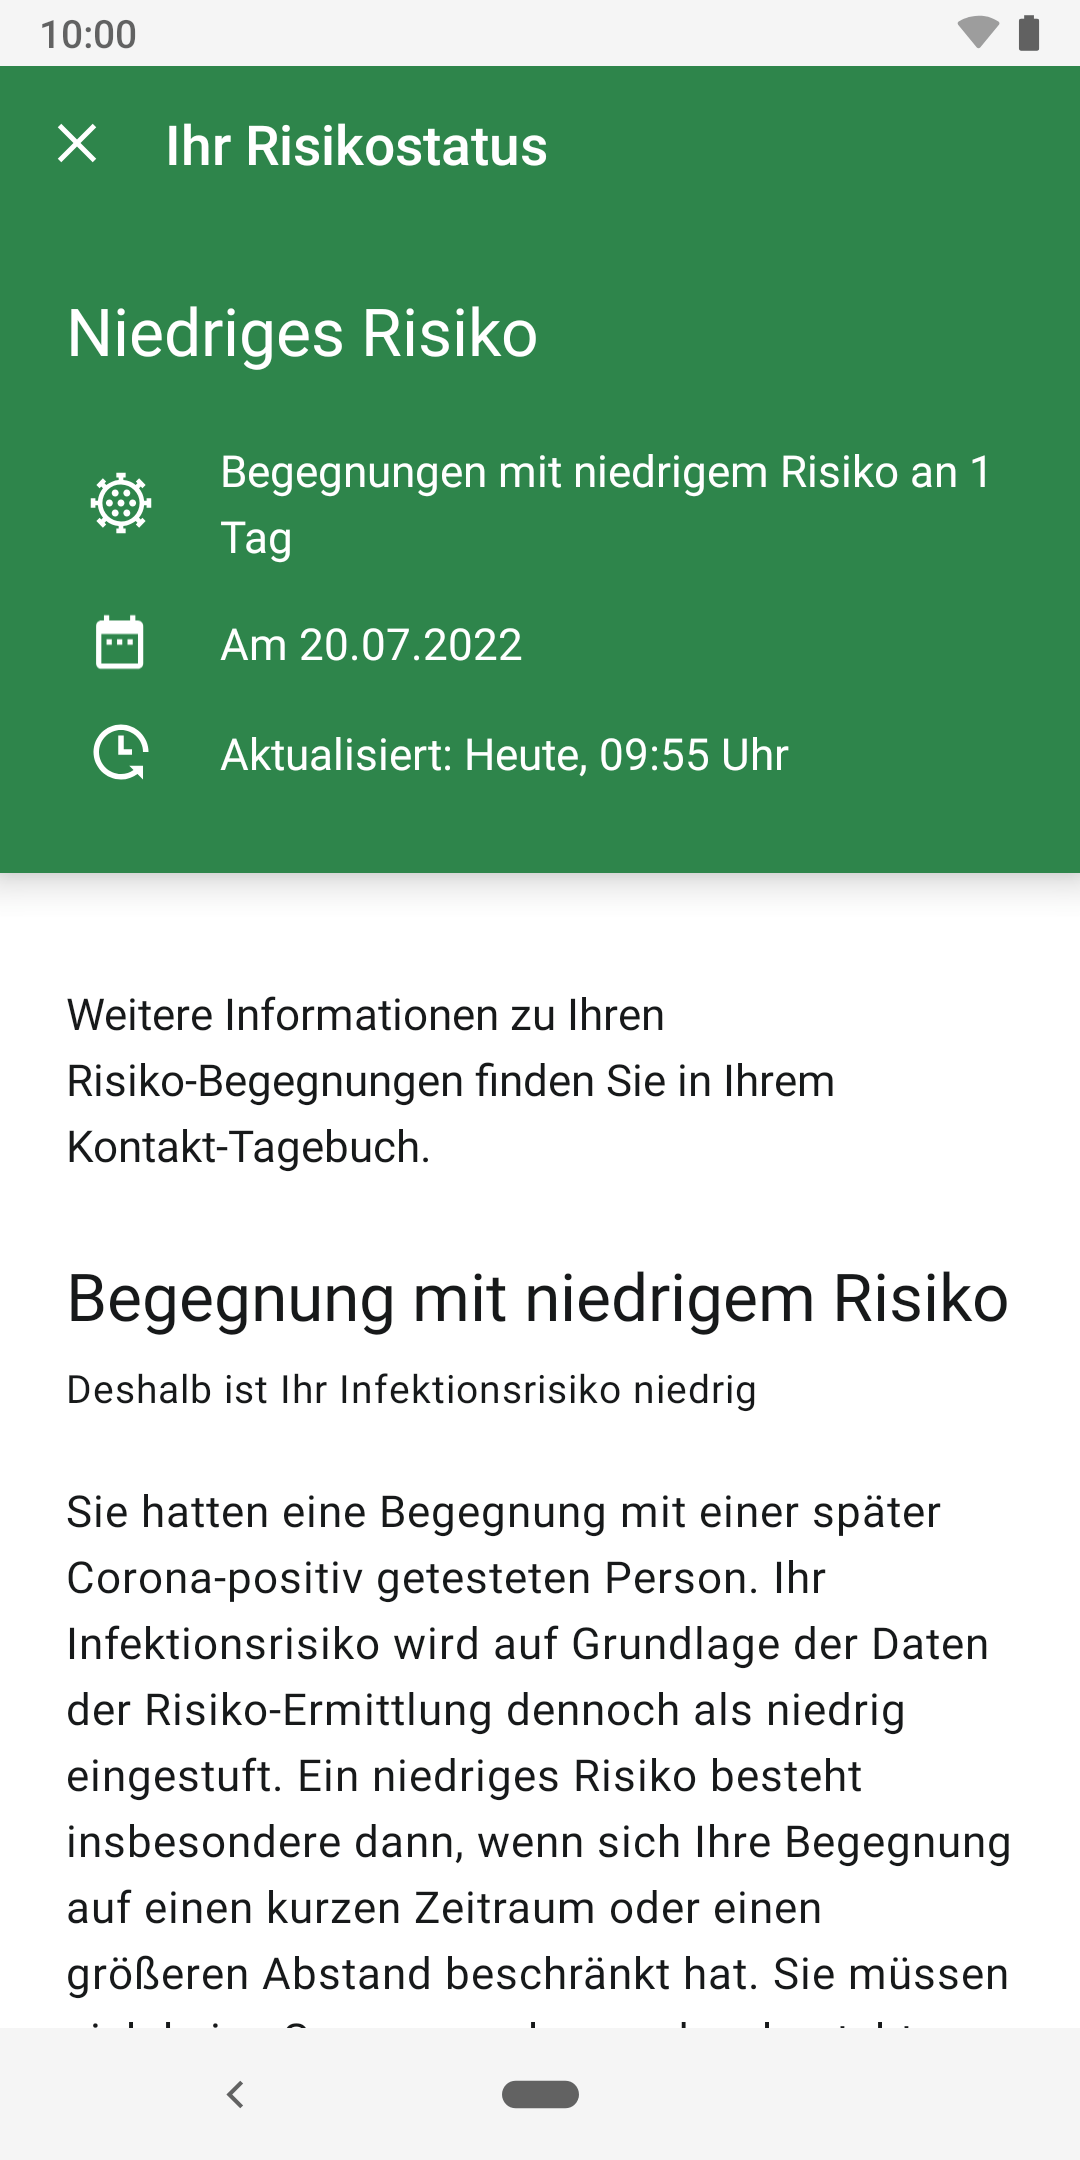 10:00
Ihr Risikostatus
Niedriges Risiko
Begegnungen mit niedrigem Risiko an 1
Tag
Am 20.07.2022
Aktualisiert: Heute, 09:55 Uhr
Weitere Informationen zu Ihren
Risiko-Begegnungen finden Sie in Ihrem
Kontakt-Tagebuch.
Begegnung mit niedrigem Risiko
Deshalb ist Ihr Infektionsrisiko niedrig
Sie hatten eine Begegnung mit einer später
Corona-positiv getesteten Person. Ihr
Infektionsrisiko wird auf Grundlage der Daten
der Risiko-Ermittlung dennoch als niedrig
eingestuft. Ein niedriges Risiko besteht
insbesondere dann, wenn sich Ihre Begegnung
auf einen kurzen Zeitraum oder einen
größeren Abstand beschränkt hat. Sie müssen